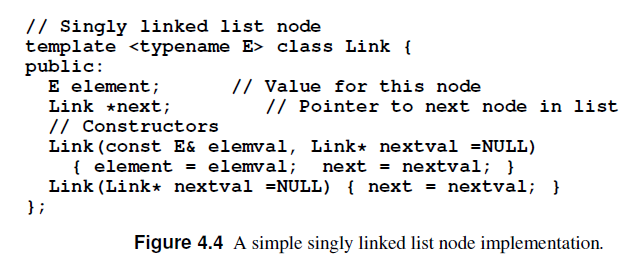 // Singly linked list node
template <typename E> class Link {
public:
  E element;      // Value for this node
  Link *next;        // Pointer to next node in list
  // Constructors
  Link(const E& elemval, Link* nextval =NULL)
    { element = elemval;  next = nextval; }
  Link(Link* nextval =NULL) { next = nextval; }
};
Figure 4.4 A simple singly linked list node implementation.